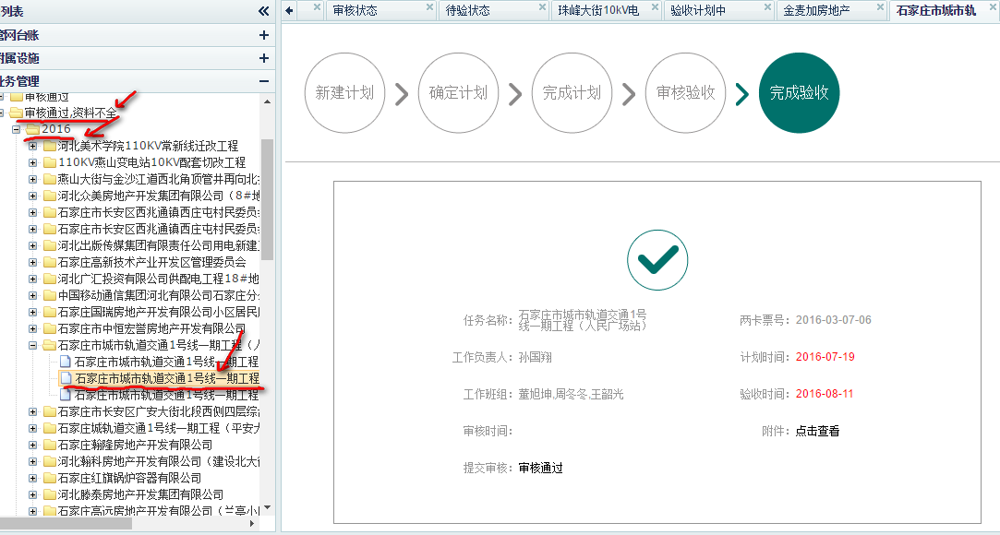 列表
管网台账
附属设施
业务管理
审核通过
审核通过,资料不全
2016
河北美术学院110KV常新线迁改工程
110KV燕山变电站10KV配套切改工程
燕山大街与金沙江道西北角顶管井再向北
河北众美房地产开发集团有限公司（8#地
石家庄市长安区西兆通镇西庄屯村民委员
石家庄市长安区西兆通镇西庄屯村民委员
河北出版传媒集团有限责任公司用电新建
石家庄高新技术产业开发区管理委员会
河北广汇投资有限公司供配电工程18#地
中国移动通信集团河北有限公司石家庄分
石家庄国瑞房地产开发有限公司小区居民
石家庄市中恒宏誉房地产开发有限公司
石家庄市城市轨道交通1号线一期工程（人
石家庄市城市轨道交通1号线一期工程
石家庄市城市轨道交通1号线一期工程
石家庄市城市轨道交通1号线一期工程
石家庄市长安区广安大街北段西侧四层综
石家庄城轨道交通1号线一期工程（平安大
石家庄瀚隆房地产开发有限公司
河北瀚科房地产开发有限公司（建设北大
石家庄红旗锅炉容器有限公司
河北滕泰房地产开发集团有限公司
石家庄高远房地产开发有限公司（兰亭小
审核状态
待验状态
珠峰大街10kV电
验收计划中
金麦加房地产
石家庄市城市轨
新建计划
确定计划
完成计划
审核验收
完成验收
任务名称：石家庄市城市轨道交通1号
线一期工程（人民广场站）
两卡票号：2016-03-07-06
工作负责人：孙国翔
计划时间：2016-07-19
工作班组：董旭坤,周冬冬,王韶光
验收时间：2016-08-11
审核时间：
附件：点击查看
提交审核：审核通过